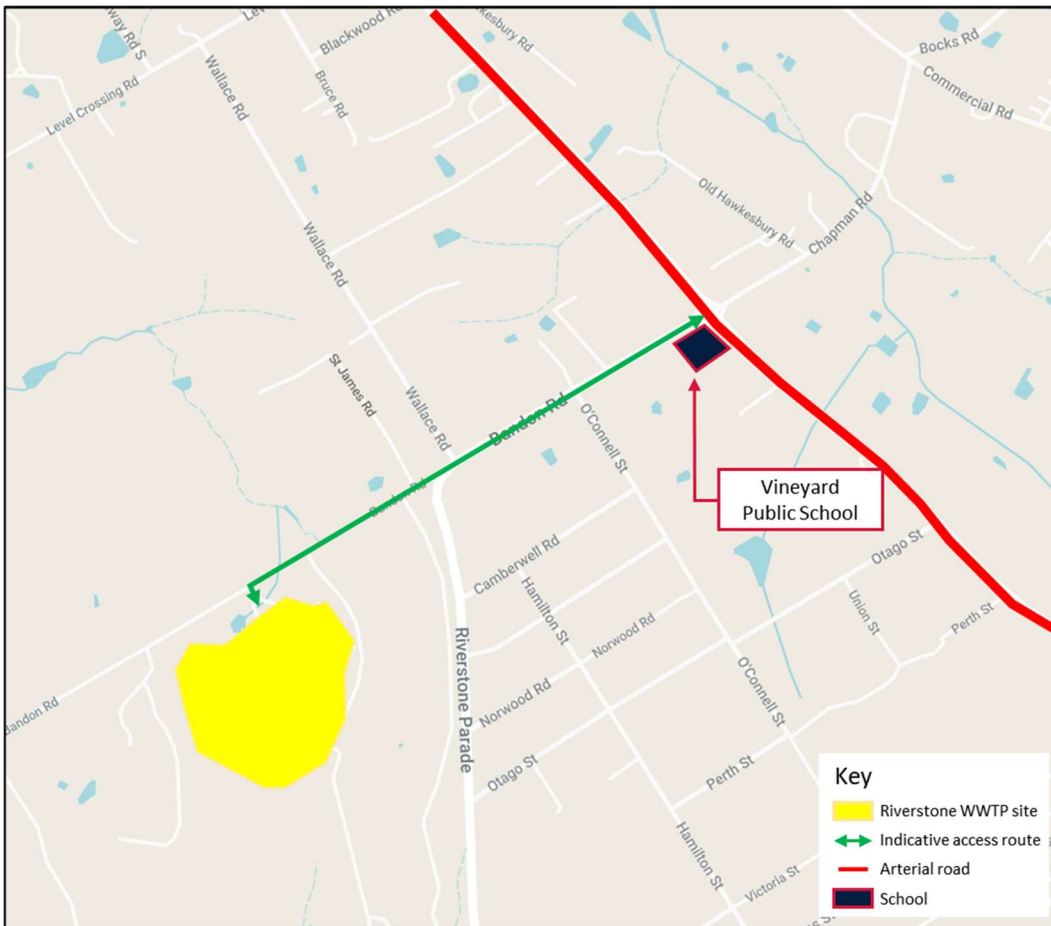 Blackwood Rd
Bocks Rd
Commercial Rd
Bruce Rd
Wallace Rd
Level Crossing Rd
Old Hawkesbury Rd
Chapman Rd
Wallace Rd
St James Rd
Wallace Rd
Bandon Rd
O'Connell St
Bandon Rd
Vineyard
Public School
Otago St
Camberwell Rd
Hamilton St
Union St
Perth St
Norwood Rd
Riverstone Parade
O'Connell St
Bandon Rd
Norwood Rd
Otago St
Perth St
Hamilton St
Victoria St
Key
Riverstone WWTP site
Indicative access route
Arterial road
School